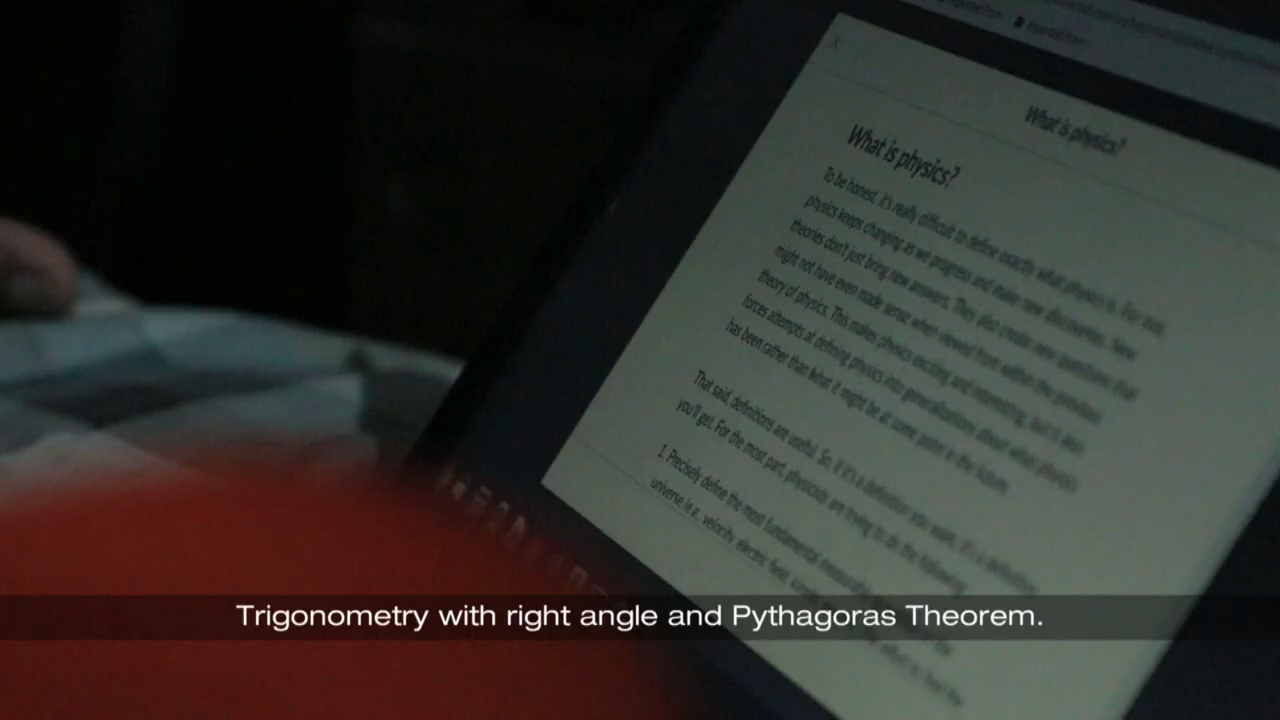 What is physics?
What is physics?
To be honest, it's really difficult to define exactly what physics is. For one,
physics keeps changing as we progress and make new discoveries. New
theories don't just bring new answers. They also create new questions that
might not have even made sense when viewed from within the previous
theory of physics. This makes physics exciting and interesting, but it also
forces attempts at defining physics into generalizations about what physics
has been rather than what it might be at some point in the future.
That said, definitions are useful. So, if it's a definition you want, it's a definition
you'll get. For the most part, physicists are trying to do the following:
1. Precisely define the most fundamental measurable
universe (e.g., velocity, electric field,
Trigonometry with right angle and Pythagoras Theorem.